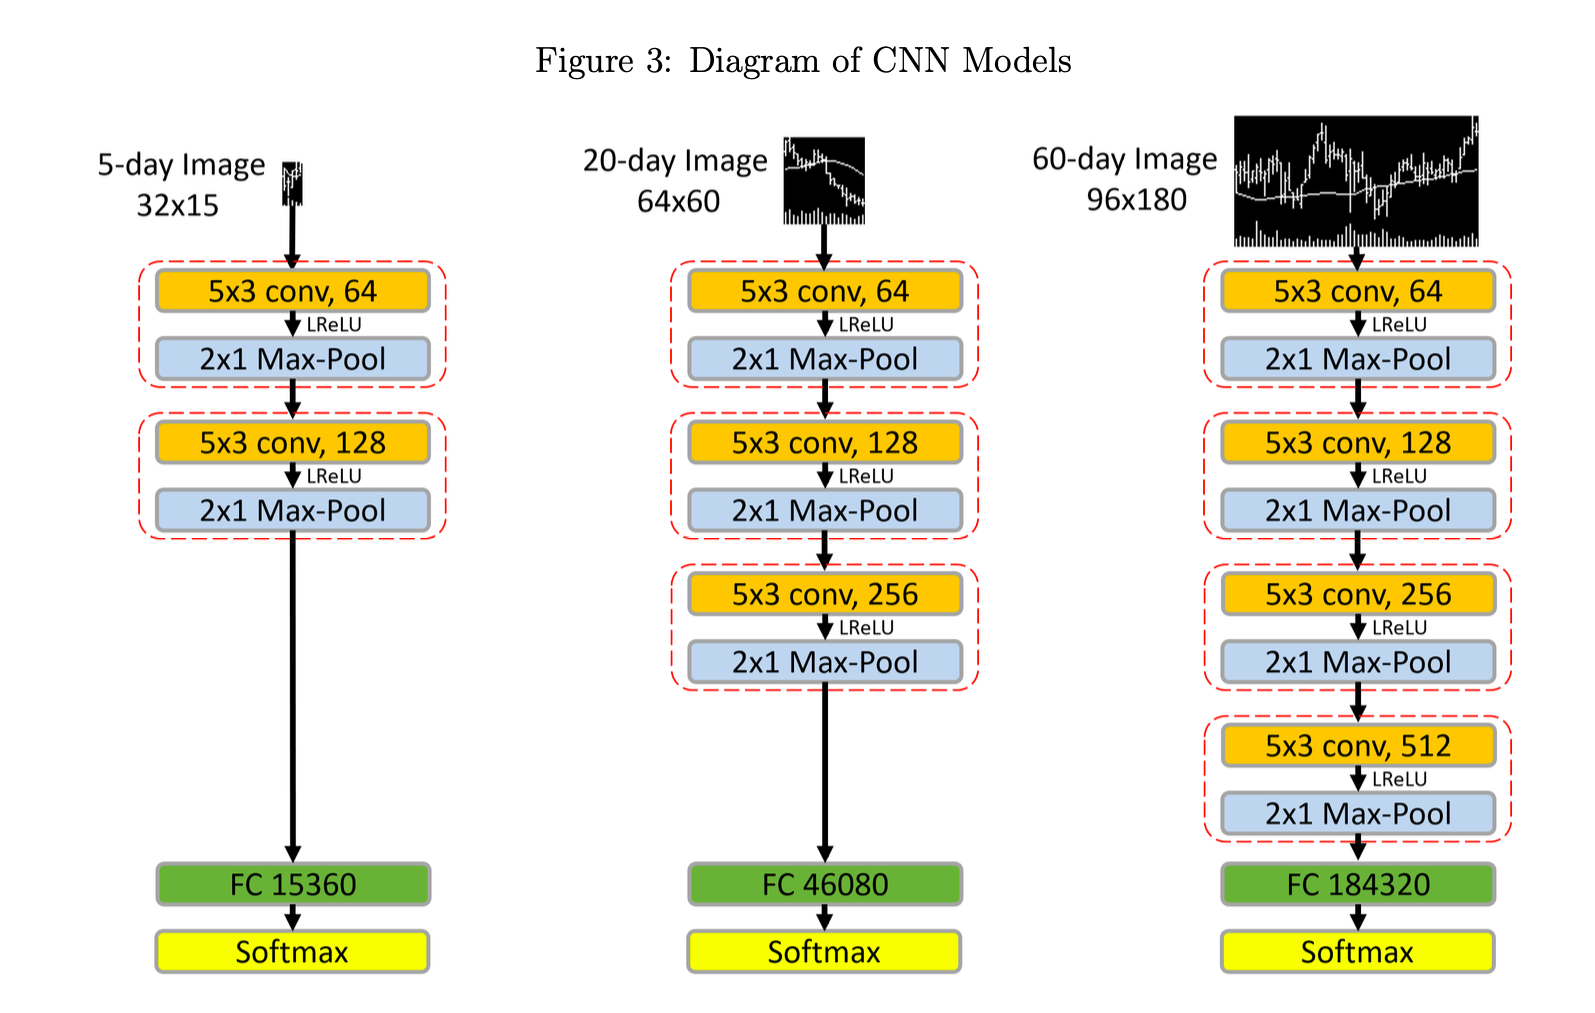 Figure 3: Diagram of CNN Models
5-day Image
32x15
5x3 conv, 64
LReLU
2x1 Max-Pool
5x3 conv, 128
LReLU
2x1 Max-Pool
FC 15360
Softmax
20-day Image
64x60
5x3 conv, 64
LReLU
2x1 Max-Pool
5x3 conv, 128
LReLU
2x1 Max-Pool
5x3 conv, 256
LReLU
2x1 Max-Pool
FC 46080
Softmax
60-day Image
96x180
5x3 conv, 64
LReLU
2x1 Max-Pool
5x3 conv, 128
LReLU
2x1 Max-Pool
5x3 conv, 256
LReLU
2x1 Max-Pool
5x3 conv, 512
LReLU
2x1 Max-Pool
FC 184320
Softmax